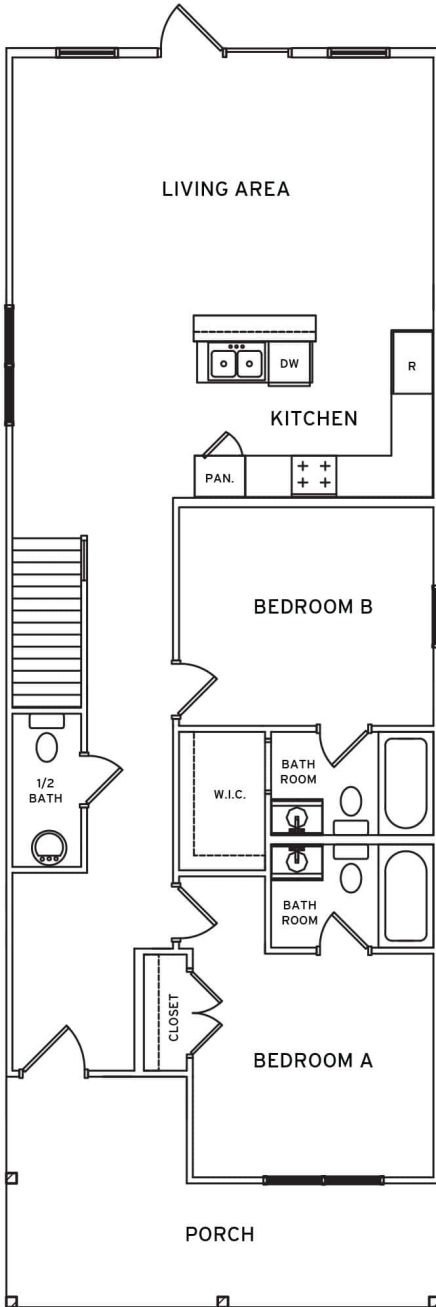 LIVING AREA
DW
R
KITCHEN
PAN.
BEDROOM B
BATH
ROOM
W.I.C.
1/2
BATH
BATH
ROOM
CLOSET
BEDROOM A
PORCH